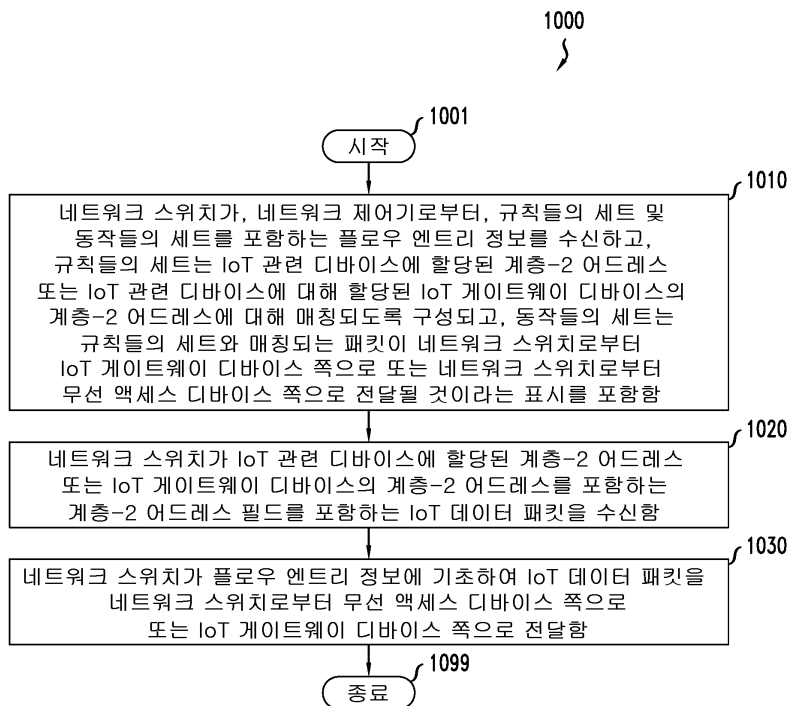 1000
1001
시작
1010
네트워크 스위치가, 네트워크 제어기로부터, 규칙들의 세트 및
동작들의 세트를 포함하는 플로우 엔트리 정보를 수신하고,
규칙들의 세트는 IoT 관련 디바이스에 할당된 계층-2 어드레스
또는 IoT 관련 디바이스에 대해 할당된 IoT 게이트웨이 디바이스의
계층-2 어드레스에 대해 매칭되도록 구성되고, 동작들의 세트는
규칙들의 세트와 매칭되는 패킷이 네트워크 스위치로부터
IoT 게이트웨이 디바이스 쪽으로 또는 네트워크 스위치로부터
무선 액세스 디바이스 쪽으로 전달될 것이라는 표시를 포함함
1020
네트워크 스위치가 IoT 관련 디바이스에 할당된 계층-2 어드레스
또는 IoT 게이트웨이 디바이스의 계층-2 어드레스를 포함하는
계층-2 어드레스 필드를 포함하는 IoT 데이터 패킷을 수신함
1030
네트워크 스위치가 플로우 엔트리 정보에 기초하여 IoT 데이터 패킷을
네트워크 스위치로부터 무선 액세스 디바이스 쪽으로
또는 IoT 게이트웨이 디바이스 쪽으로 전달함
1099
종료